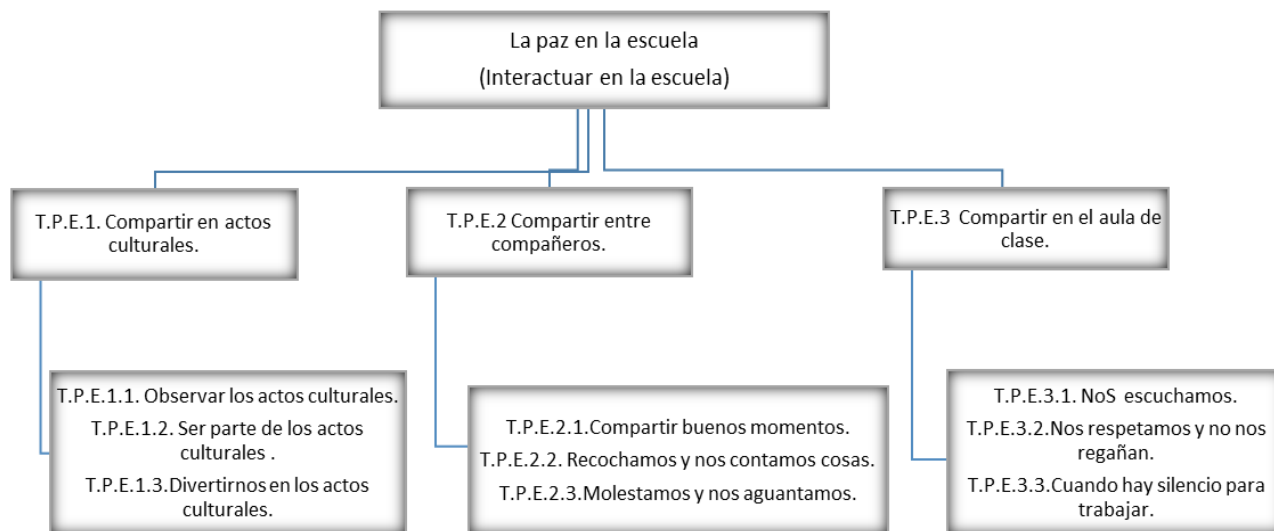 La paz en la escuela
(Interactuar en la escuela)
T.P.E.1. Compartir en actos
culturales.
T.P.E.2 Compartir entre
compañeros.
T.P.E.3 Compartir en el aula de
clase.
T.P.E.1.1. Observar los actos culturales.
T.P.E.1.2. Ser parte de los actos
culturales .
T.P.E.1.3.Divertirnos en los actos
culturales.
T.P.E.2.1.Compartir buenos momentos.
T.P.E.2.2. Recochamos y nos contamos cosas.
T.P.E.2.3.Molestamos y nos aguantamos.
T.P.E.3.1. NoS escuchamos.
T.P.E.3.2.Nos respetamos y no nos
regañan.
T.P.E.3.3.Cuando hay silencio para
trabajar.